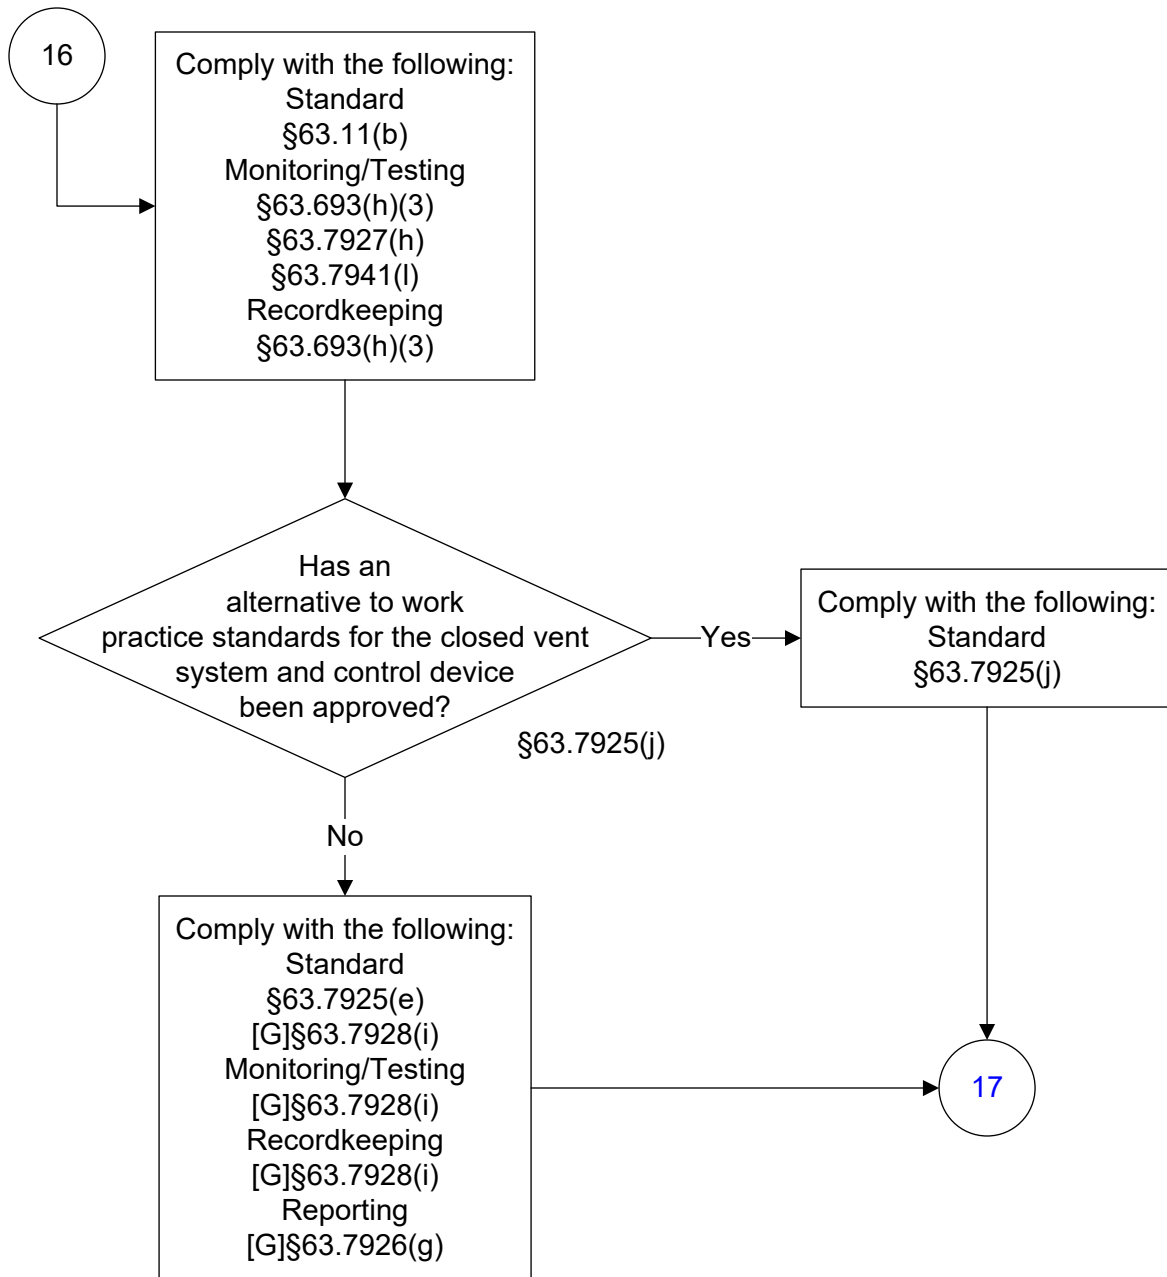 16
Comply with the following:
Standard
§63.11(b)
Monitoring/Testing
§63.693(h)(3)
§63.7927(h)
§63.7941(l)
Recordkeeping
§63.693(h)(3)
Has an
alternative to work
practice standards for the closed vent
system and control device
been approved?
§63.7925(j)
Yes
Comply with the following:
Standard
§63.7925(j)
No
Comply with the following:
Standard
§63.7925(e)
[G]§63.7928(i)
Monitoring/Testing
[G]§63.7928(i)
Recordkeeping
[G]§63.7928(i)
Reporting
[G]§63.7926(g)
17